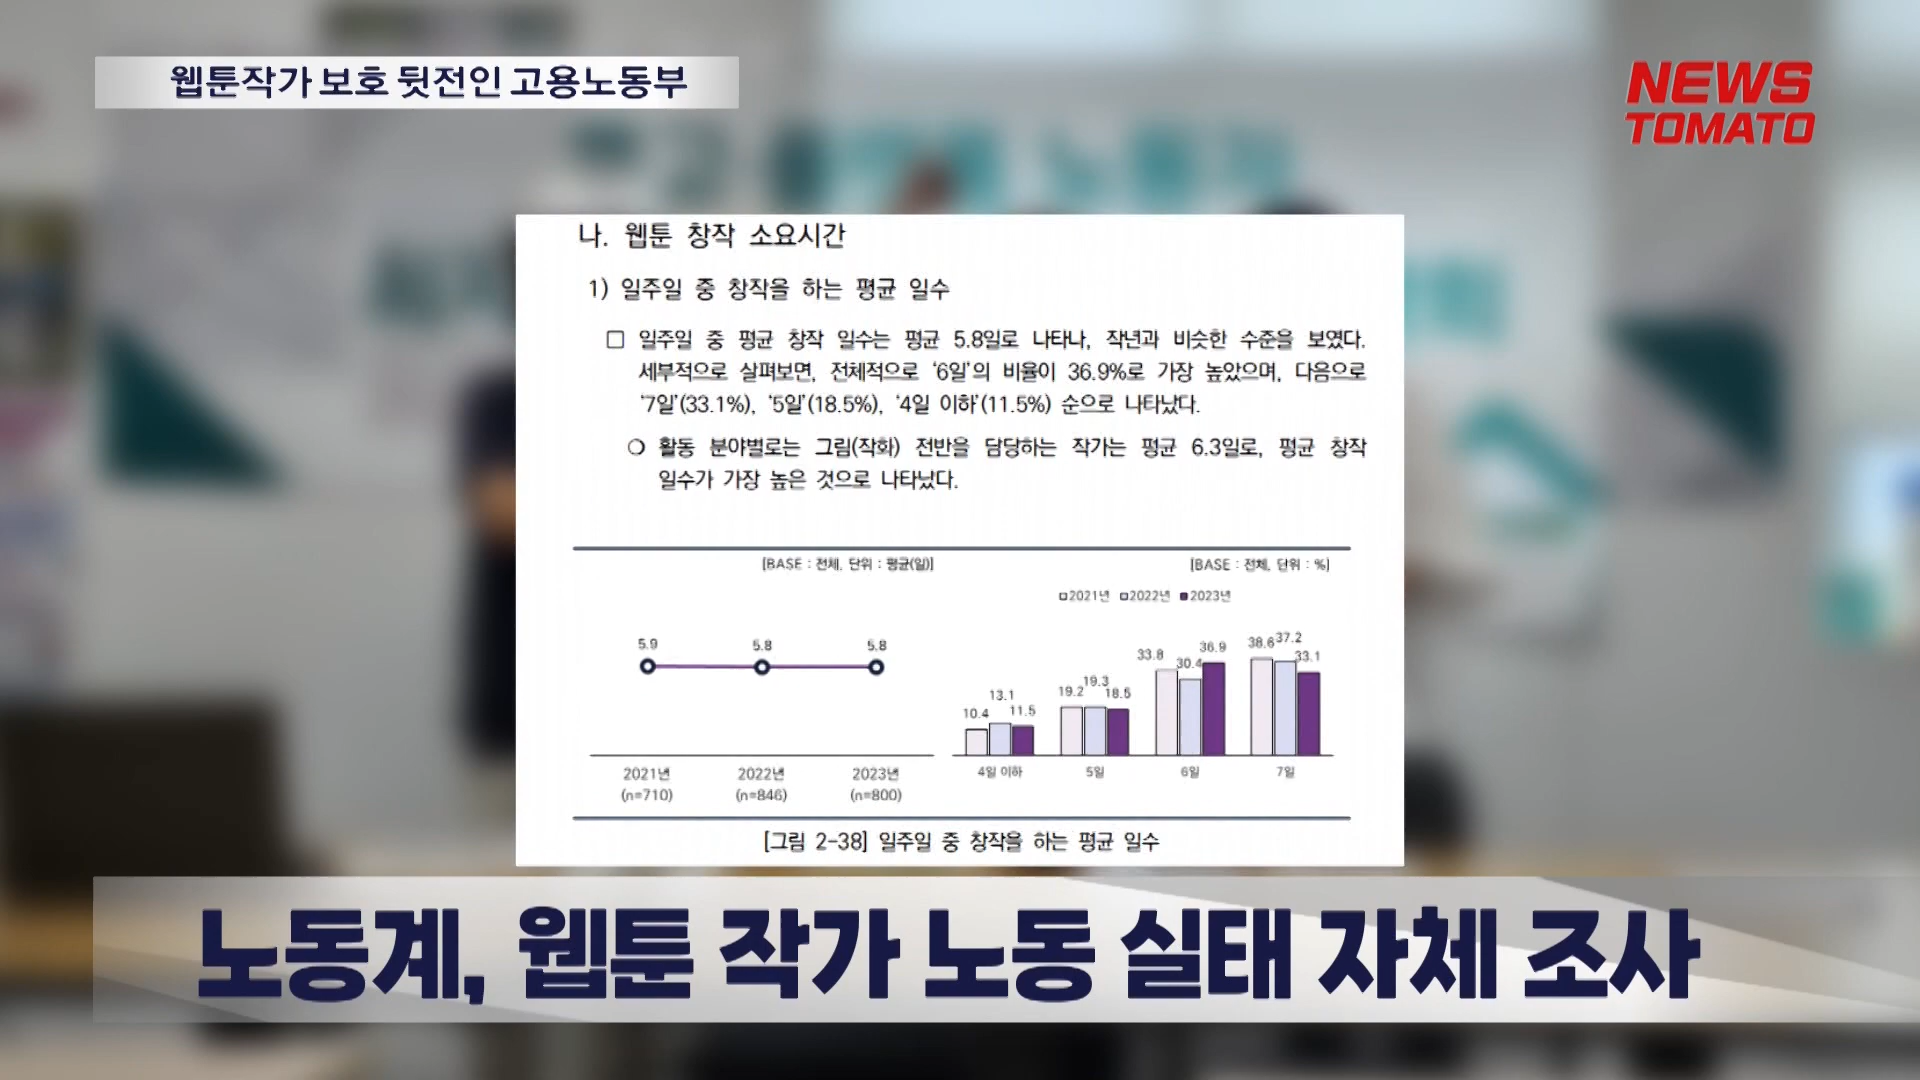 웹툰작가 보호 뒷전인 고용노동부
NEWS
TOMATO
나. 웹툰 창작 소요시간
1) 일주일 중 창작을 하는 평균 일수
□ 일주일 중 평균 창작 일수는 평균 5.8일로 나타나, 작년과 비슷한 수준을 보였다.
세부적으로 살펴보면, 전체적으로 '6일'의 비율이 36.9%로 가장 높았으며, 다음으로
'7일'(33.1%), '5일'(18.5%), '4일 이하'(11.5%) 순으로 나타났다.
○ 활동 분야별로는 그림(작화) 전반을 담당하는 작가는 평균 6.3일로, 평균 창작
일수가 가장 높은 것으로 나타났다.
[BASE : 전체, 단위 : 평균(일)]
5.9 5.8 5.8
2021년 2022년 2023년
(n=710) (n=846) (n=800)
[BASE : 전체, 단위 : %]
2021년 2022년 2023년
10.4 13.1 11.5 19.2 19.3 18.5 33.8 30.4 36.9 38.6 37.2 33.1
4일 이하 5일 6일 7일
[그림 2-38] 일주일 중 창작을 하는 평균 일수
노동계, 웹툰 작가 노동 실태 자체 조사